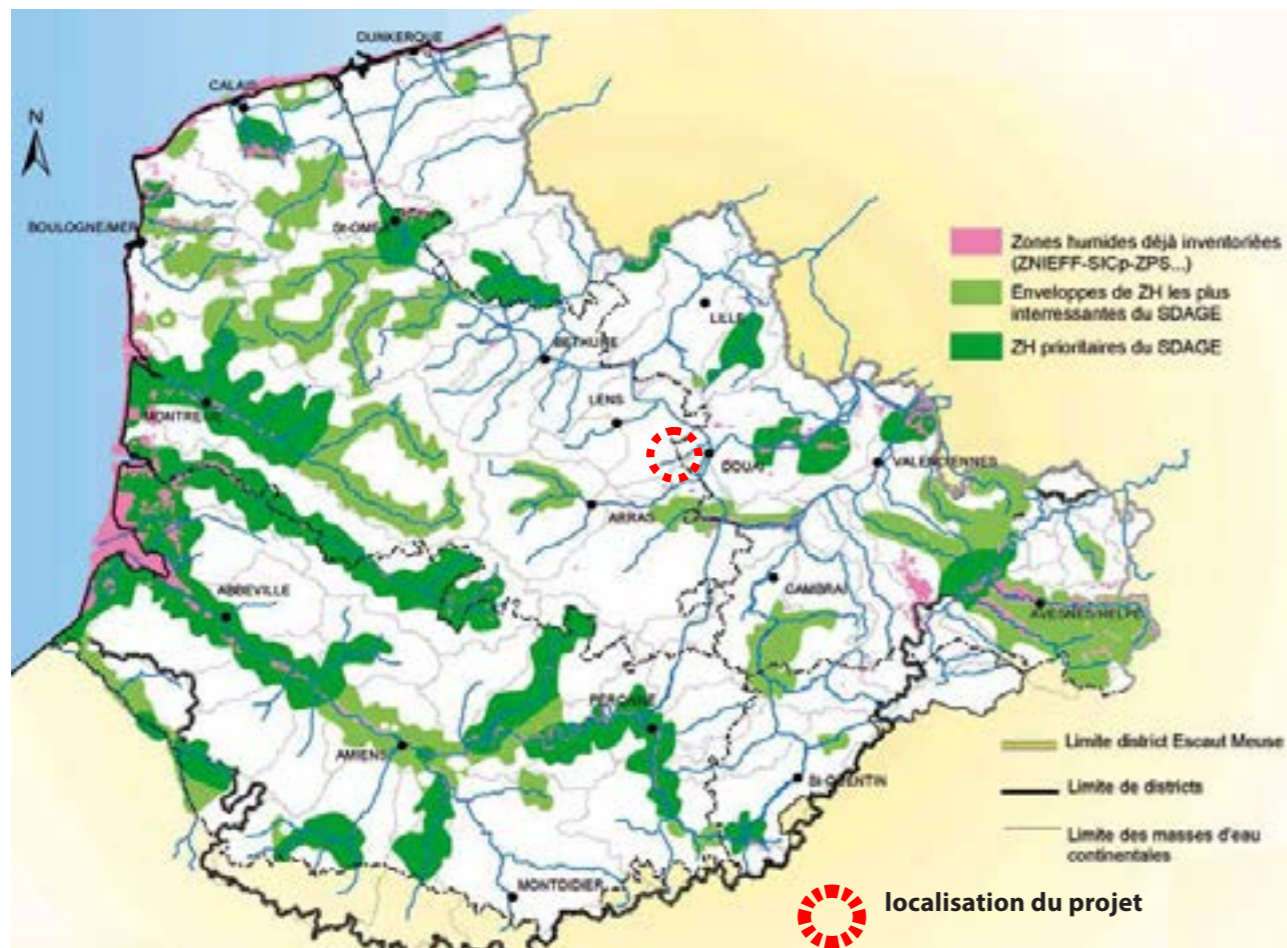 DUNKERQUE
CALAIS
N
BOULOGNE/MER
St-OMER
LILLE
BETHUNE
LENS
MONTREUIL
DOUAI
VALENCIENNES
ARRAS
CAMBRAI
ABBEVILLE
AVESNES/HELPE
PERONNE
AMIENS
St-QUENTIN
MONTDIDIER
Zones humides déjà inventoriées
(ZNIEFF-SICp-ZPS...)
Enveloppes de ZH les plus
interressantes du SDAGE
ZH prioritaires du SDAGE
Limite district Escaut Meuse
Limite de districts
Limite des masses d'eau
continentales
localisation du projet